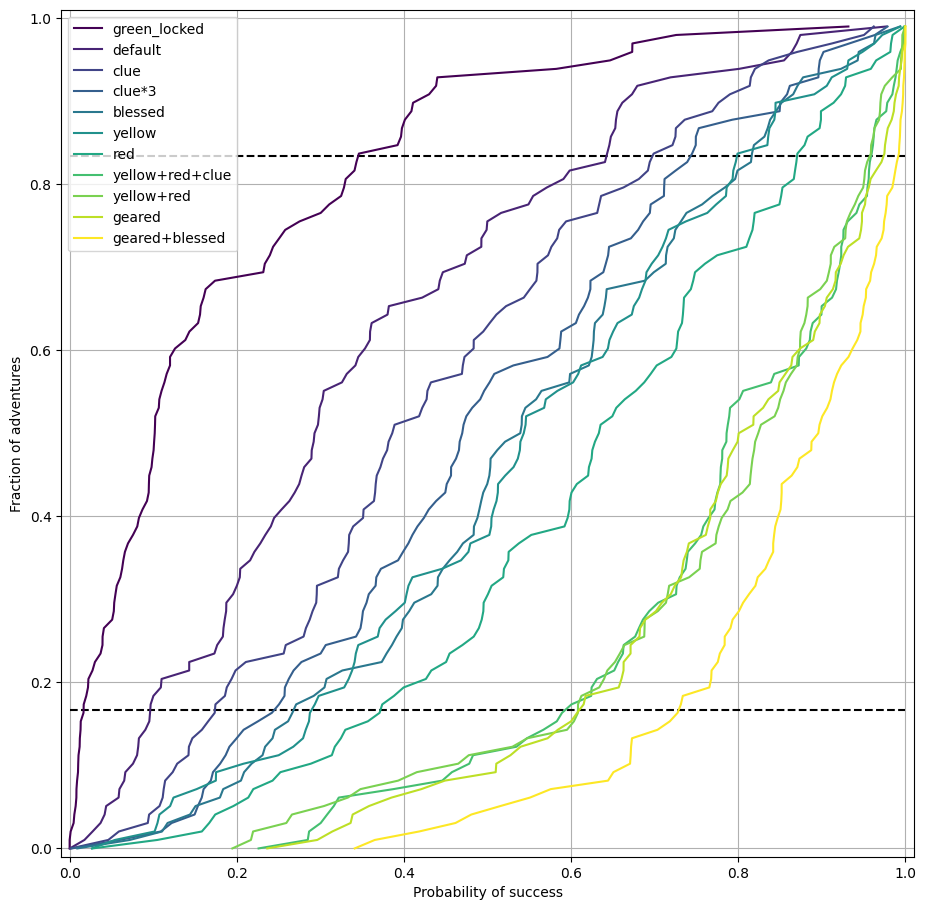 1.0
0.8
0.6
0.4
0.2
0.0
Fraction of adventures
green_locked
default
clue
clue*3
blessed
yellow
red
yellow+red+clue
yellow+red
geared
geared+blessed
0.0 0.2 0.4 0.6 0.8 1.0
Probability of success